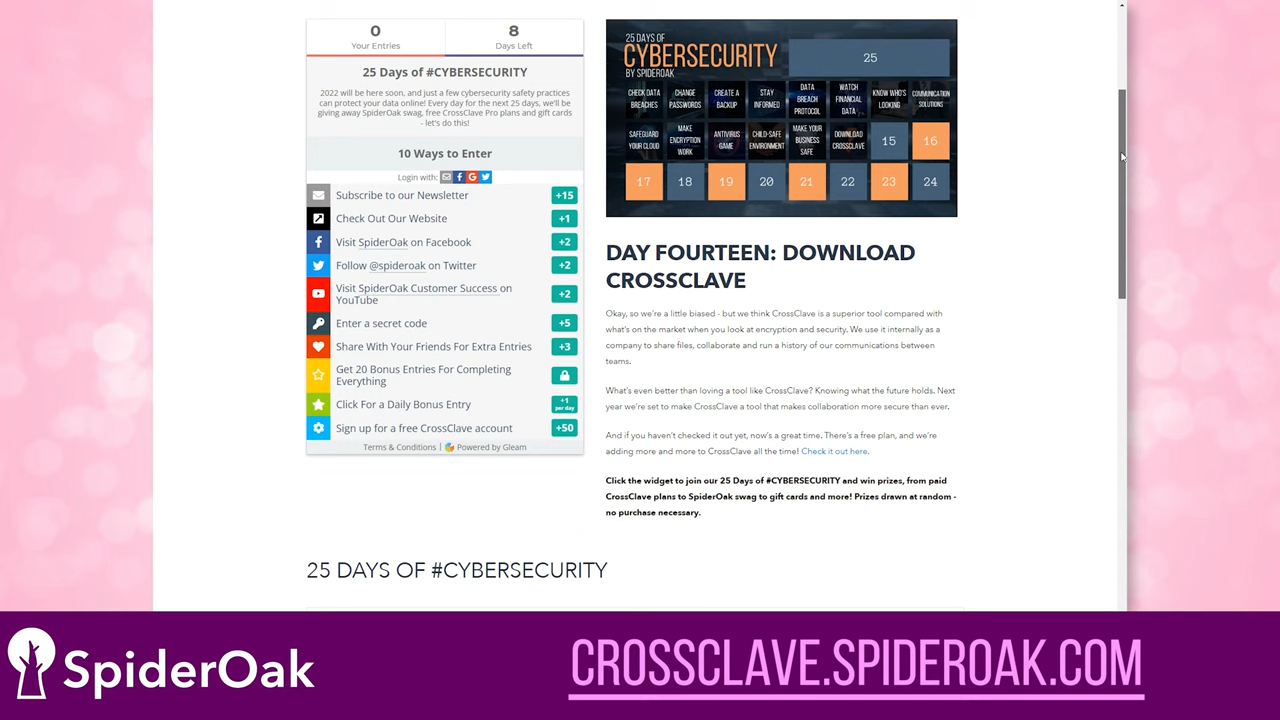 0
Your Entries
8
Days Left
25 Days of #CYBERSECURITY
2022 will be here soon, and just a few cybersecurity safety practices
can protect your data online! Every day for the next 25 days, we'll be
giving away SpiderOak swag, free CrossClave Pro plans and gift cards
- let's do this!
10 Ways to Enter
Login with:
Subscribe to our Newsletter +15
Check Out Our Website +1
Visit SpiderOak on Facebook +2
Follow @spideroak on Twitter +2
Visit SpiderOak Customer Success on
YouTube +2
Enter a secret code +5
Share With Your Friends For Extra Entries +3
Get 20 Bonus Entries For Completing
Everything
Click For a Daily Bonus Entry +1
per day
Sign up for a free CrossClave account +50
Terms & Conditions | Powered by Gleam
25 DAYS OF
CYBERSECURITY
BY SPIDEROAK
25
CHECK DATA
BREACHES
CHANGE
PASSWORDS
CREATE A
BACKUP
STAY
INFORMED
DATA
BREACH
PROTOCOL
WATCH
FINANCIAL
DATA
KNOW WHO'S
LOOKING
COMMUNICATION
SOLUTIONS
SAFEGUARD
YOUR CLOUD
MAKE
ENCRYPTION
WORK
ANTIVIRUS
GAME
CHILD-SAFE
ENVIRONMENT
MAKE YOUR
BUSINESS
SAFE
DOWNLOAD
CROSSCLAVE
15
16
17
18
19
20
21
22
23
24
DAY FOURTEEN: DOWNLOAD
CROSSCLAVE
Okay, so we're a little biased - but we think CrossClave is a superior tool compared with
what's on the market when you look at encryption and security. We use it internally as a
company to share files, collaborate and run a history of our communications between
teams.
What's even better than loving a tool like CrossClave? Knowing what the future holds. Next
year we're set to make CrossClave a tool that makes collaboration more secure than ever.
And if you haven't checked it out yet, now's a great time. There's a free plan, and we're
adding more and more to CrossClave all the time! Check it out here.
Click the widget to join our 25 Days of #CYBERSECURITY and win prizes, from paid
CrossClave plans to SpiderOak swag to gift cards and more! Prizes drawn at random -
no purchase necessary.
25 DAYS OF #CYBERSECURITY
SpiderOak
CROSSCLAVE.SPIDEROAK.COM